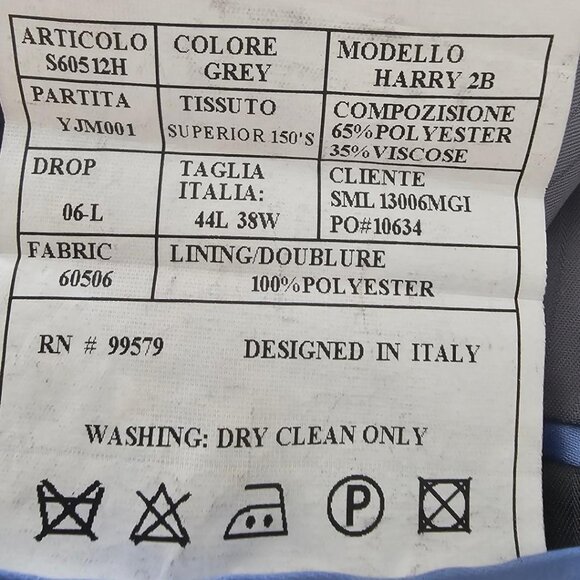 ARTICOLO
S60512H
COLORE
GREY
MODELLO
HARRY 2B
PARTITA
YJM001
TISSUTO
SUPERIOR 150'S
COMPOZISIONE
65%POLYESTER
35%VISCOSE
DROP
06-L
TAGLIA
ITALIA:
44L 38W
CLIENTE
SML 13006MGI
PO#10634
FABRIC
60506
LINING/DOUBLURE
100%POLYESTER
RN # 99579
DESIGNED IN ITALY
WASHING: DRY CLEAN ONLY
P